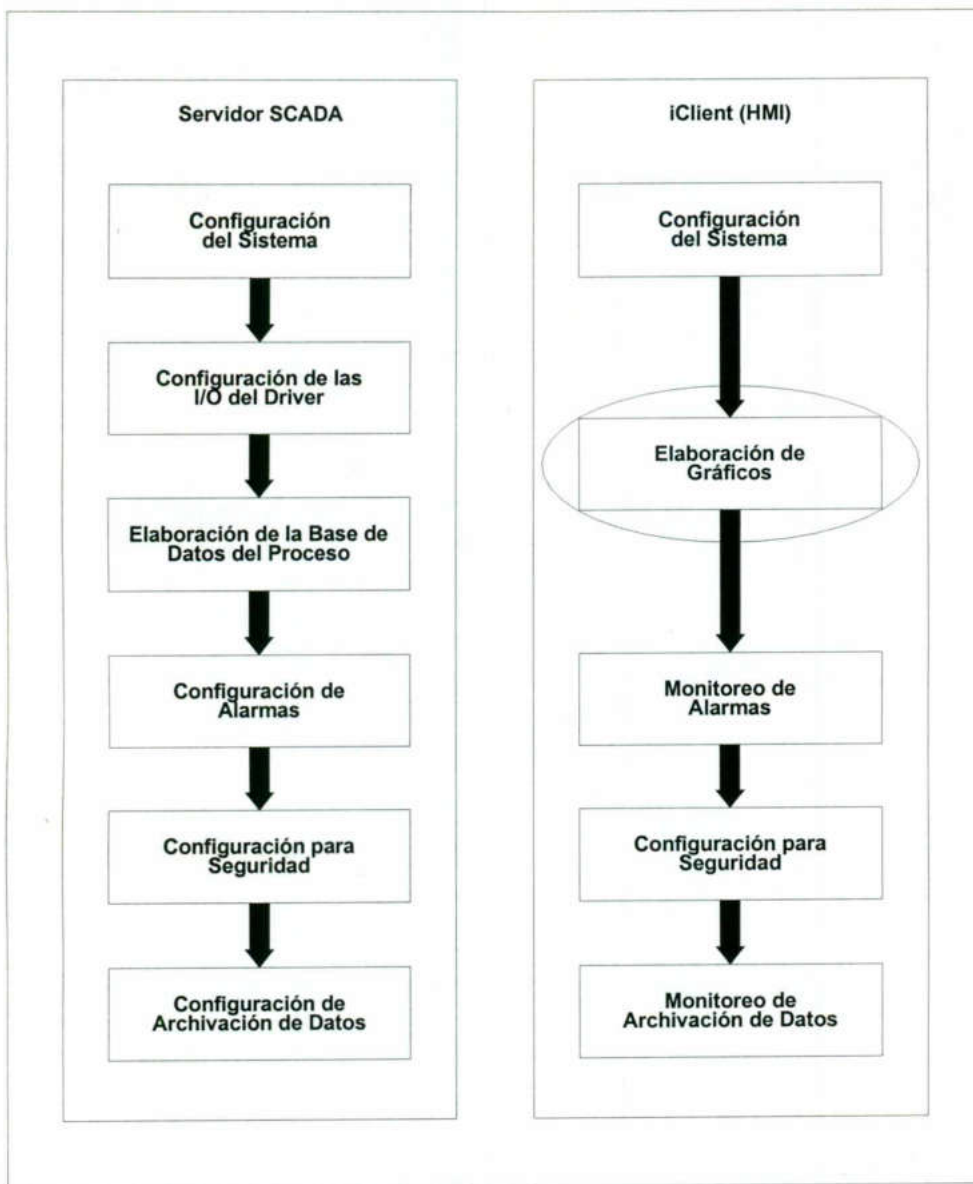 Servidor SCADA
Configuración
del Sistema
Configuración de las
I/O del Driver
Elaboración de la Base de
Datos del Proceso
Configuración de
Alarmas
Configuración para
Seguridad
Configuración de
Archivación de Datos
iClient (HMI)
Configuración
del Sistema
Elaboración de
Gráficos
Monitoreo de
Alarmas
Configuración para
Seguridad
Monitoreo de
Archivación de Datos